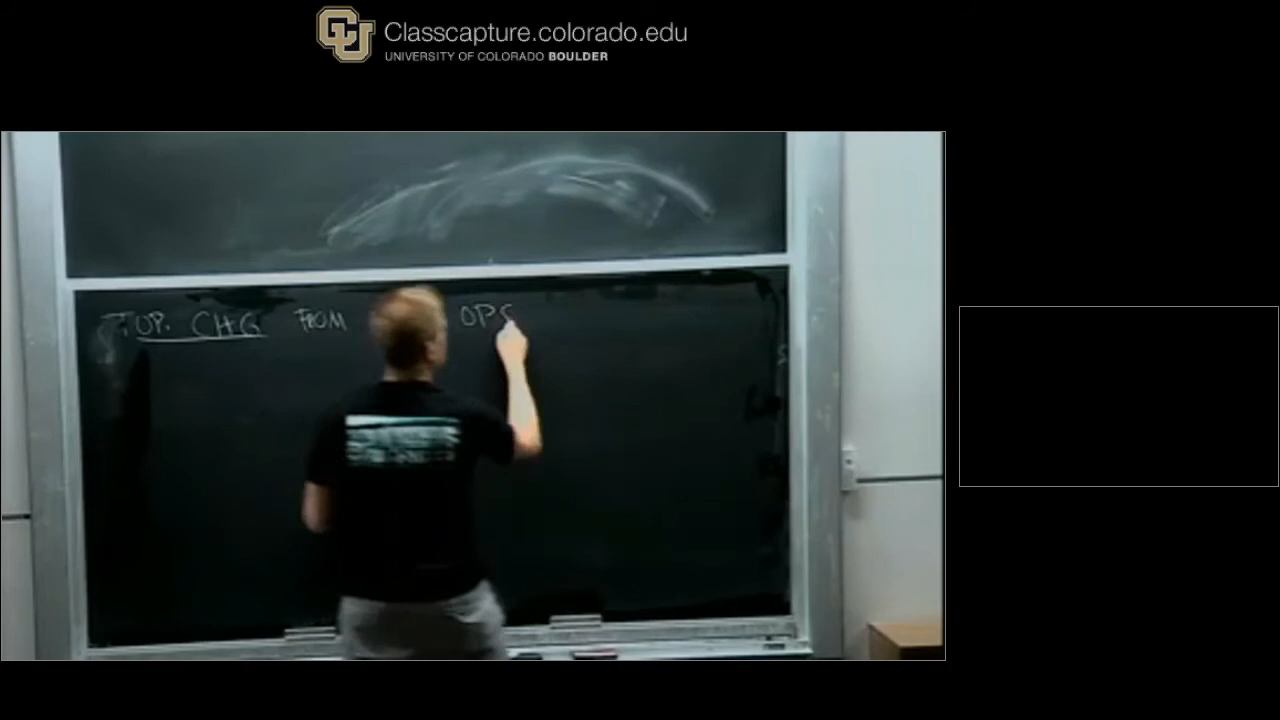 Classcapture.colorado.edu
UNIVERSITY OF COLORADO BOULDER
TOP. CHG FROM OPS